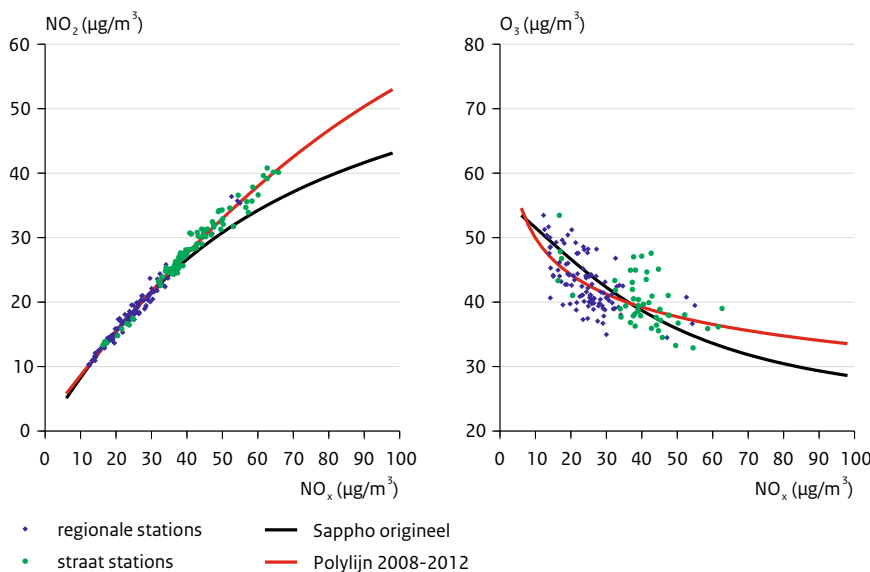 NO₂ (µg/m³)
60
50
40
30
20
10
0
0 10 20 30 40 50 60 70 80 90 100
NOₓ (µg/m³)
O₃ (µg/m³)
80
70
60
50
40
30
20
0 10 20 30 40 50 60 70 80 90 100
NOₓ (µg/m³)
regionale stations
straat stations
Sappho origineel
Polylijn 2008-2012